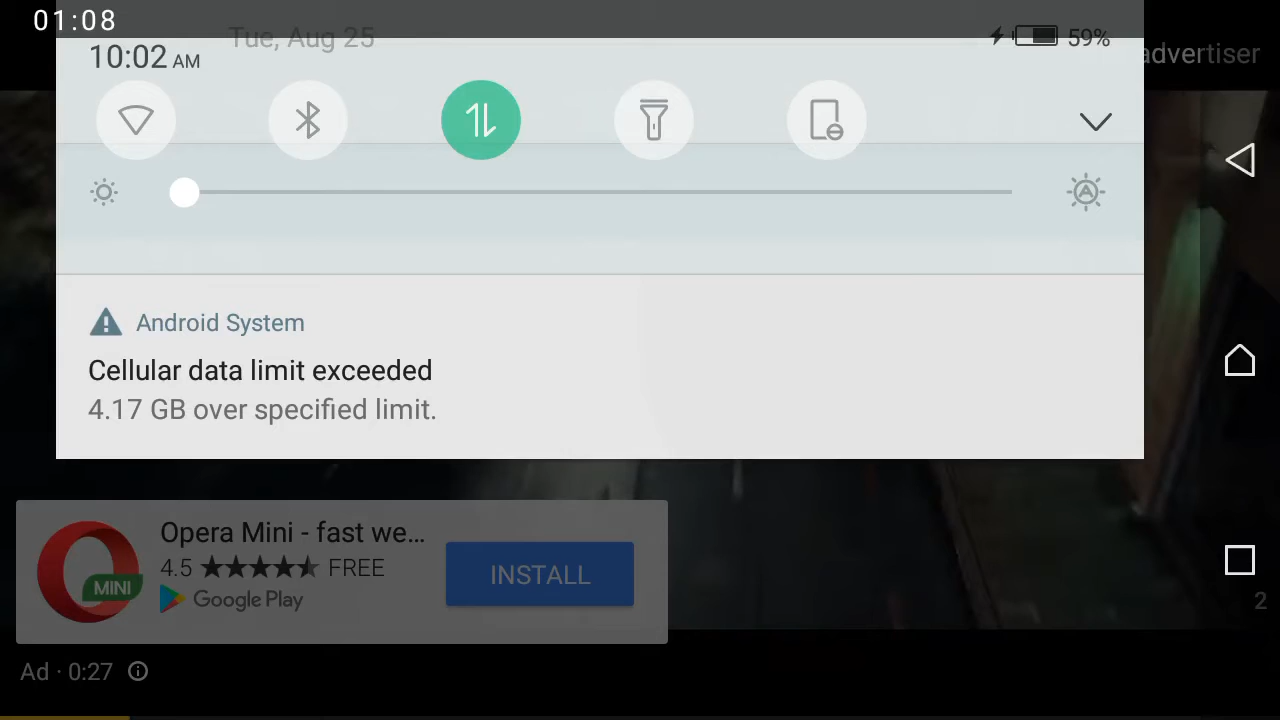 01:08
Tue, Aug 25
59%
10:02 AM
advertiser
Android System
Cellular data limit exceeded
4.17 GB over specified limit.
Opera Mini - fast we...
4.5 ★★★★★ FREE
MINI
Google Play
INSTALL
2
Ad · 0:27